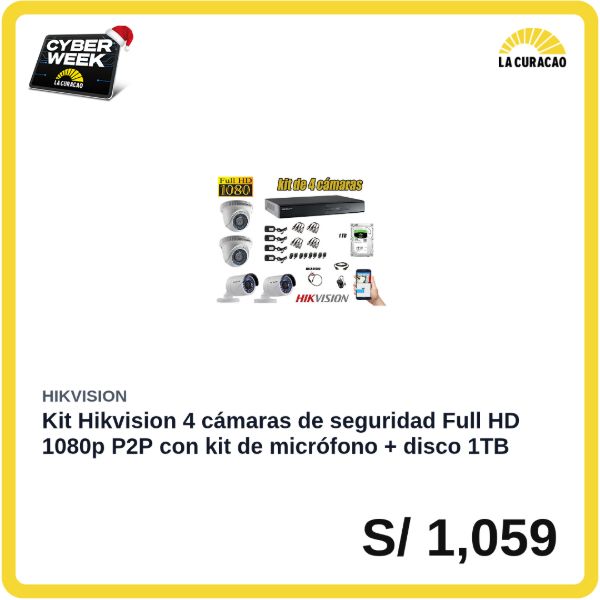 CYBER
WEEK
LA CURACAO
LA CURACAO
Full HD
1080
kit de 4 cámaras
1TB
HIKVISION
HIKVISION
Kit Hikvision 4 cámaras de seguridad Full HD
1080p P2P con kit de micrófono + disco 1TB
S/ 1,059